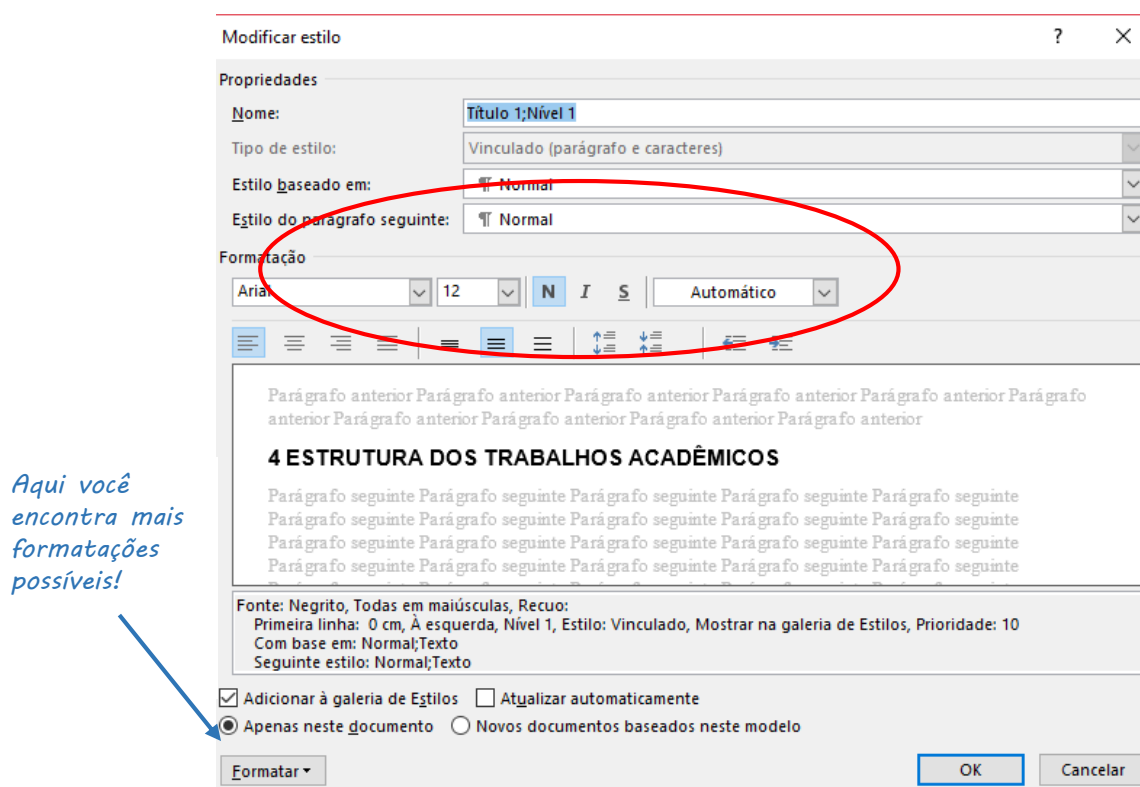 Modificar estilo ? ×
Propriedades
Nome: Título 1;Nível 1
Tipo de estilo: Vinculado (parágrafo e caracteres)
Estilo baseado em: ¶ Normal
Estilo do parágrafo seguinte: ¶ Normal
Formatação
Arial 12 N I S Automático
Parágrafo anterior Parágrafo anterior Parágrafo anterior Parágrafo anterior Parágrafo anterior Parágrafo
anterior Parágrafo anterior Parágrafo anterior Parágrafo anterior Parágrafo anterior
4 ESTRUTURA DOS TRABALHOS ACADÊMICOS
Parágrafo seguinte Parágrafo seguinte Parágrafo seguinte Parágrafo seguinte Parágrafo seguinte
Parágrafo seguinte Parágrafo seguinte Parágrafo seguinte Parágrafo seguinte Parágrafo seguinte
Parágrafo seguinte Parágrafo seguinte Parágrafo seguinte Parágrafo seguinte Parágrafo seguinte
Parágrafo seguinte Parágrafo seguinte Parágrafo seguinte Parágrafo seguinte Parágrafo seguinte
Aqui você
encontra mais
formatações
possíveis!
Fonte: Negrito, Todas em maiúsculas, Recuo:
Primeira linha: 0 cm, À esquerda, Nível 1, Estilo: Vinculado, Mostrar na galeria de Estilos, Prioridade: 10
Com base em: Normal;Texto
Seguinte estilo: Normal;Texto
Adicionar à galeria de Estilos Atualizar automaticamente
Apenas neste documento Novos documentos baseados neste modelo
Formatar OK Cancelar